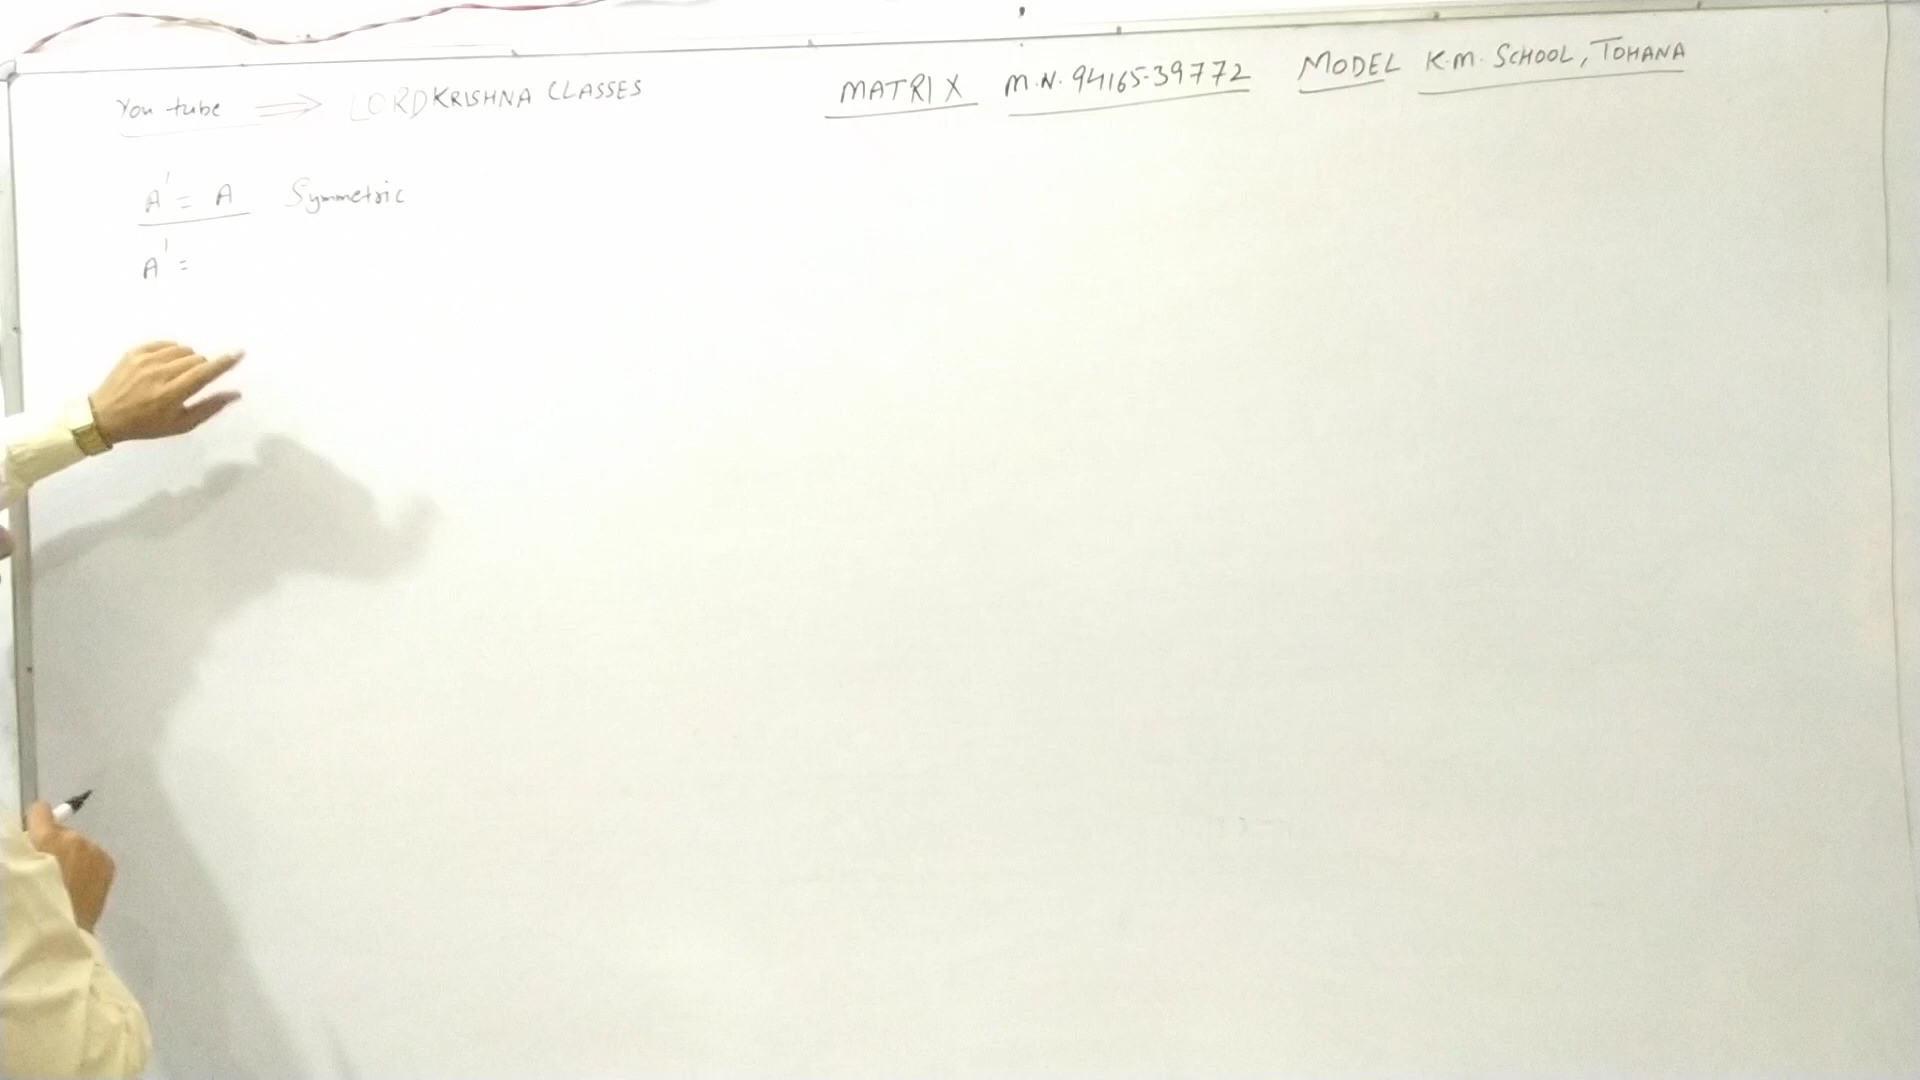 You tube ⟹ LORD KRISHNA CLASSES MATRIX M.N. 94165-39772 MODEL K.M. SCHOOL, TOHANA
A' = A Symmetric
A' =